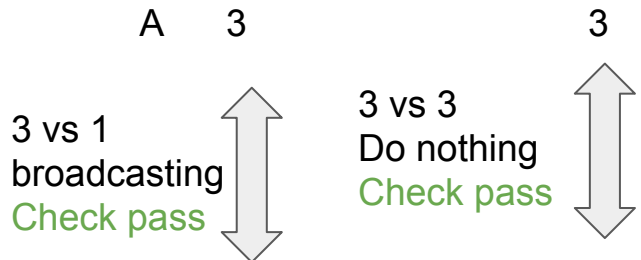 A 3 3
3 vs 1
broadcasting
Check pass
3 vs 3
Do nothing
Check pass